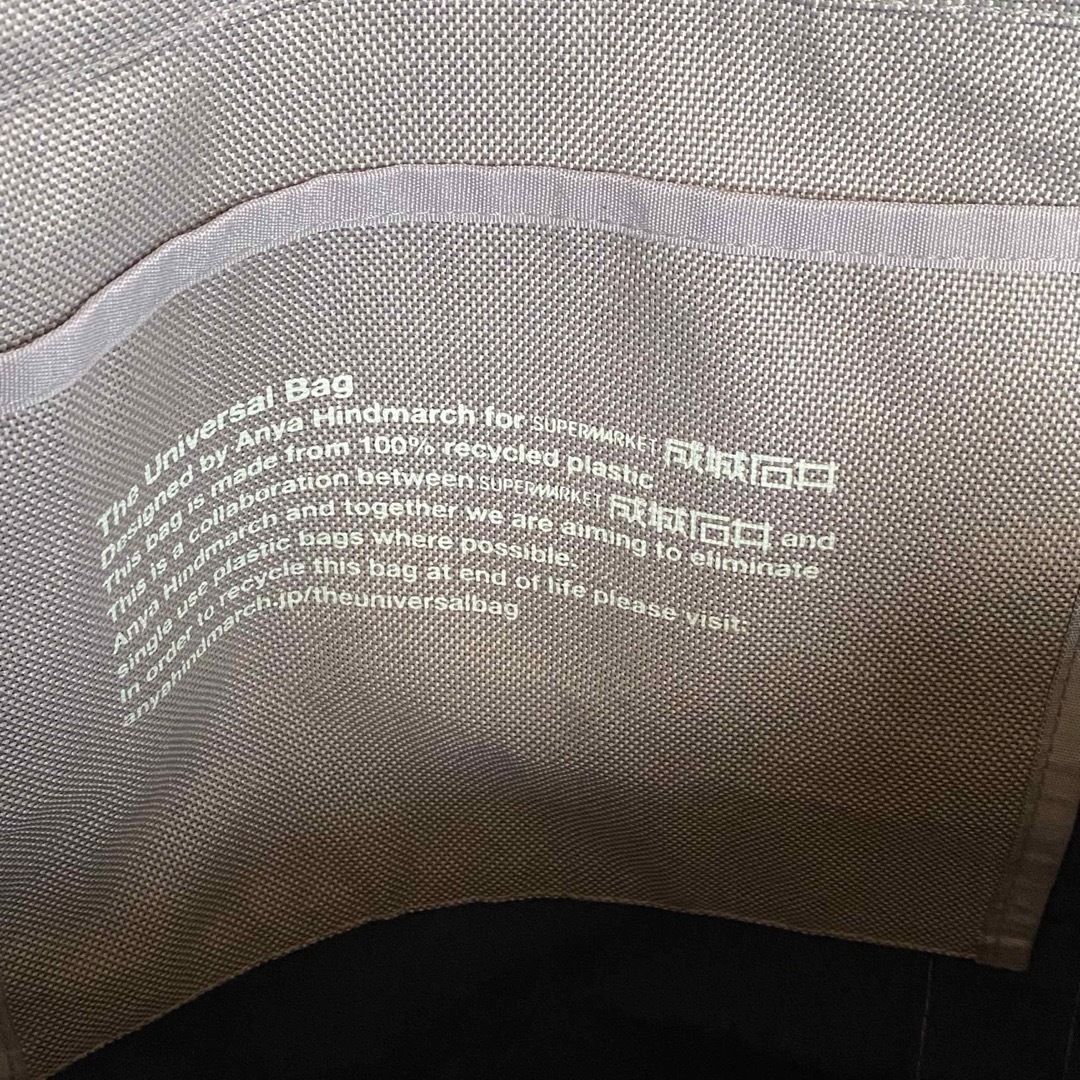 The Universal Bag
Designed by Anya Hindmarch for SUPERMARKET 成城石井
This bag is made from 100% recycled plastic
This is a collaboration between SUPERMARKET 成城石井 and
Anya Hindmarch and together we are aiming to eliminate
single use plastic bags where possible.
In order to recycle this bag at end of life please visit:
anyahindmarch.jp/theuniversalbag